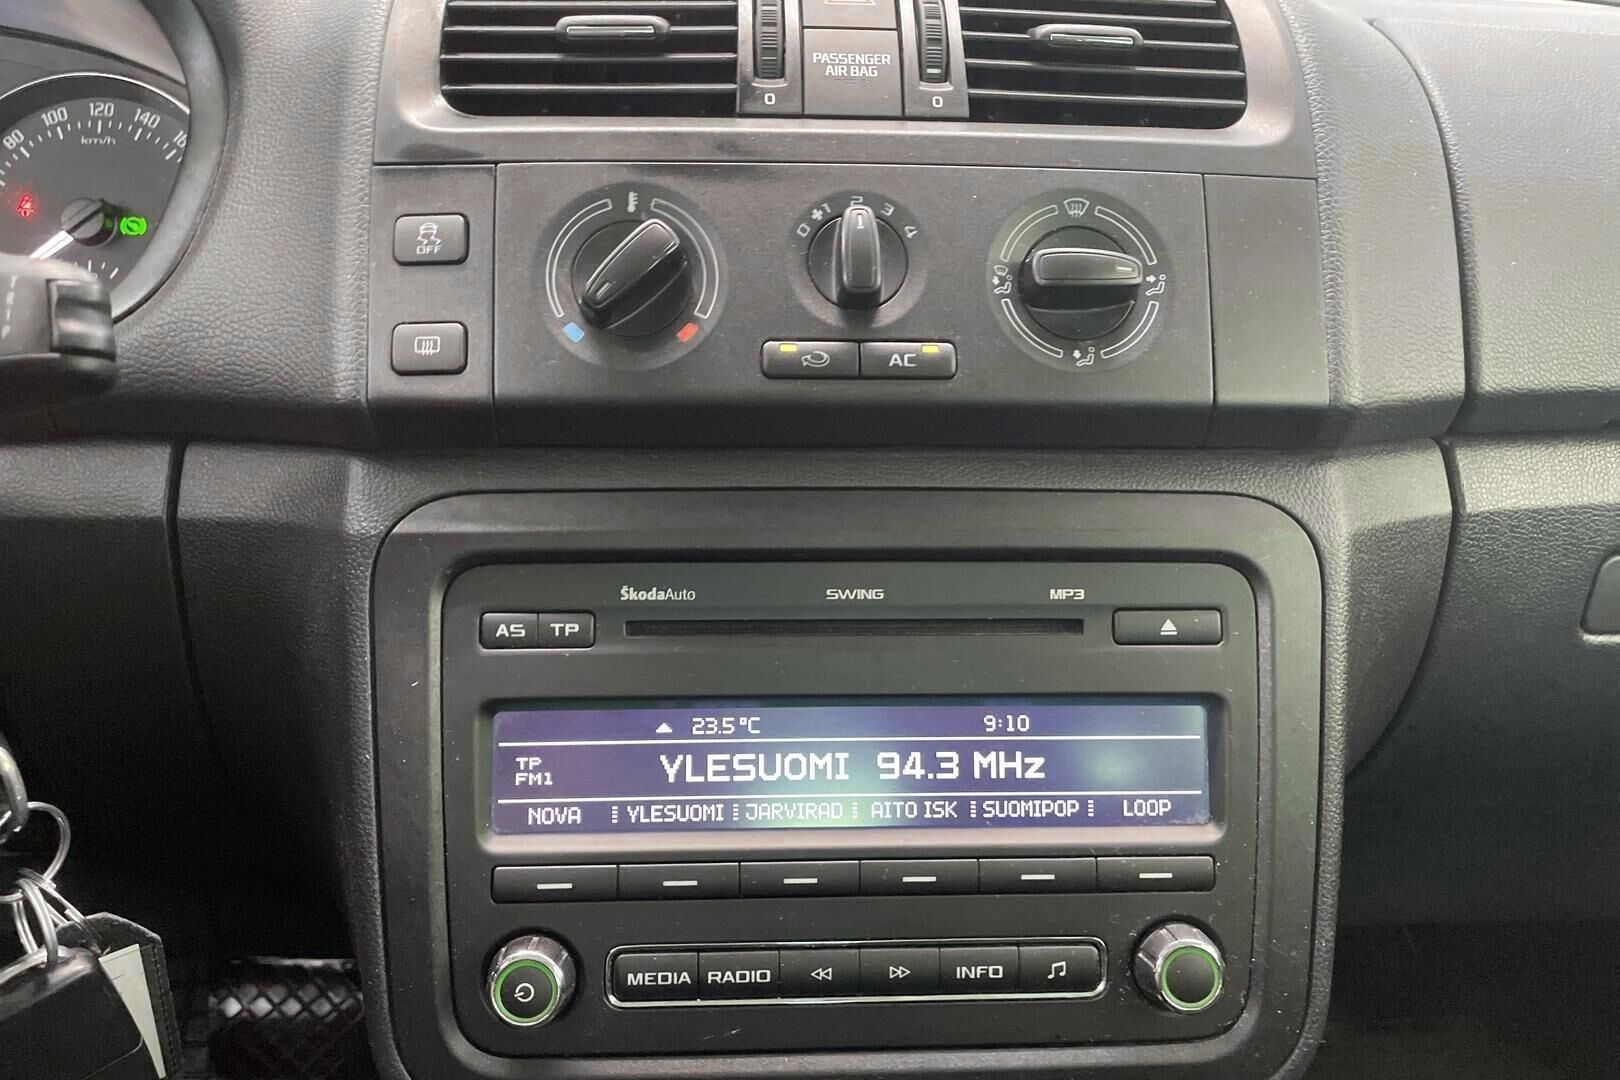 PASSENGER
AIR BAG
0
0
80 100 120 140
km/h
OFF
0 1 2 3 4
AC
ŠkodaAuto
SWING
MP3
AS TP
23.5°C
9:10
TP
FM1
YLESUOMI 94.3 MHz
NOVA YLESUOMI JARVIRAD AITO ISK SUOMIPOP LOOP
MEDIA RADIO INFO